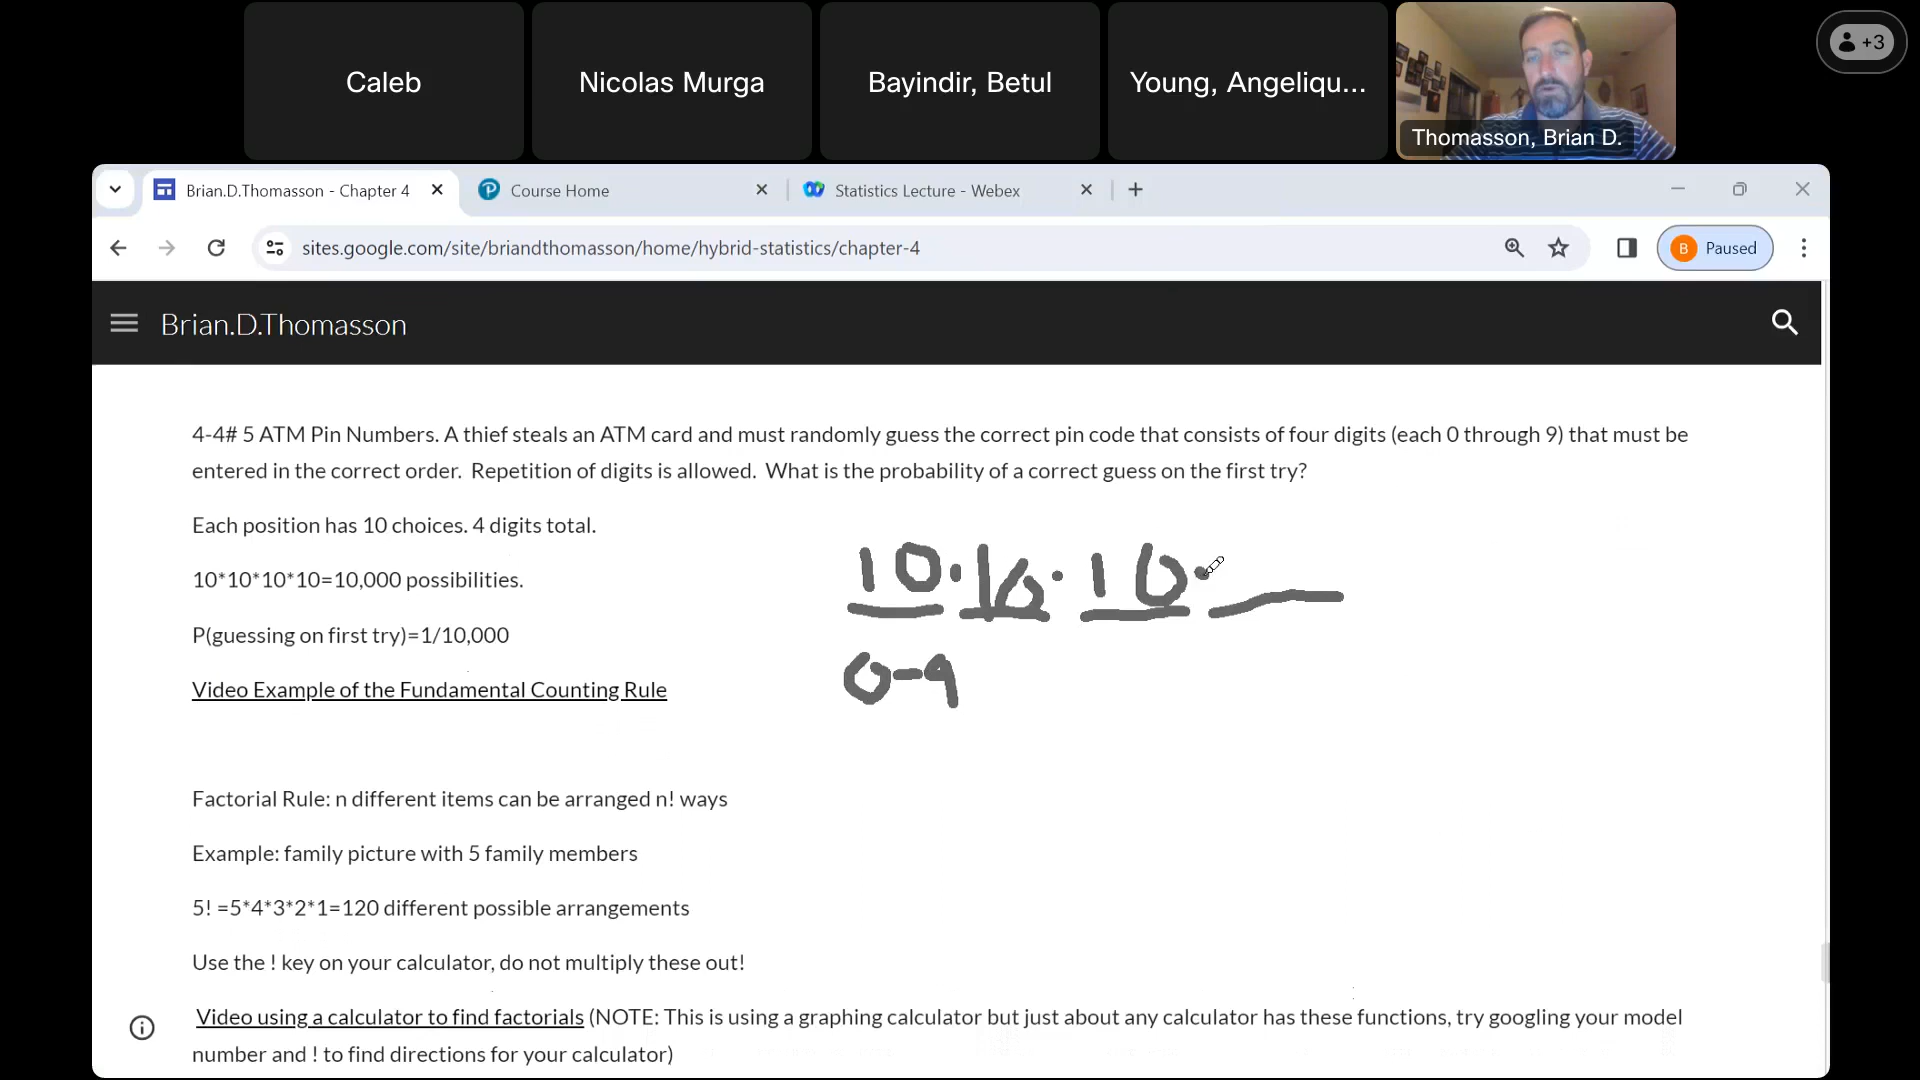 Caleb
Nicolas Murga
Bayindir, Betul
Young, Angeliqu...
Thomasson, Brian D.
+3
Brian.D.Thomasson - Chapter 4
Course Home
Statistics Lecture - Webex
sites.google.com/site/briandthomasson/home/hybrid-statistics/chapter-4
B Paused
Brian.D.Thomasson
4-4# 5 ATM Pin Numbers. A thief steals an ATM card and must randomly guess the correct pin code that consists of four digits (each 0 through 9) that must be
entered in the correct order. Repetition of digits is allowed. What is the probability of a correct guess on the first try?
Each position has 10 choices. 4 digits total.
10*10*10*10=10,000 possibilities.
10·10·10·
P(guessing on first try)=1/10,000
0-9
Video Example of the Fundamental Counting Rule
Factorial Rule: n different items can be arranged n! ways
Example: family picture with 5 family members
5! =5*4*3*2*1=120 different possible arrangements
Use the ! key on your calculator, do not multiply these out!
Video using a calculator to find factorials (NOTE: This is using a graphing calculator but just about any calculator has these functions, try googling your model
number and ! to find directions for your calculator)